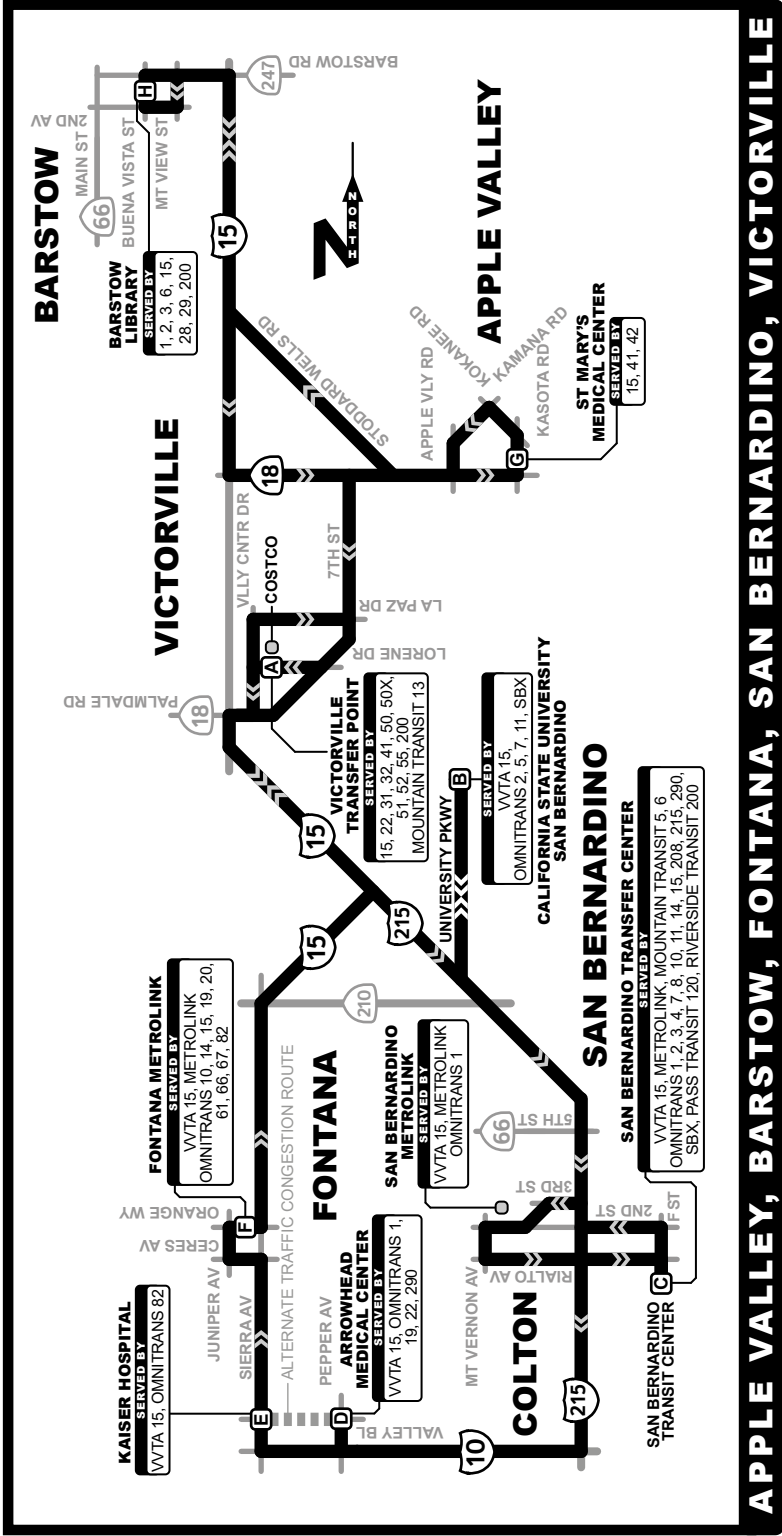 APPLE VALLEY, BARSTOW, FONTANA, SAN BERNARDINO, VICTORVILLE
KAISER HOSPITAL
SERVED BY
VVTA 15, OMNITRANS 82
JUNIPER AV
SIERRA AV
CERES AV
ORANGE WY
FONTANA METROLINK
SERVED BY
VVTA 15, METROLINK
OMNITRANS 10, 14, 15, 19, 20,
61, 66, 67, 82
E
F
ALTERNATE TRAFFIC CONGESTION ROUTE
FONTANA
PEPPER AV
D
ARROWHEAD
MEDICAL CENTER
SERVED BY
VVTA 15, OMNITRANS 1,
19, 22, 290
VALLEY BL
10
COLTON
215
MT VERNON AV
RIALTO AV
3RD ST
2ND ST
F ST
5TH ST
66
210
SAN BERNARDINO
METROLINK
SERVED BY
VVTA 15, METROLINK
OMNITRANS 1
C
SAN BERNARDINO
TRANSIT CENTER
SAN BERNARDINO TRANSFER CENTER
SERVED BY
VVTA 15, METROLINK, MOUNTAIN TRANSIT 5, 6
OMNITRANS 1, 2, 3, 4, 7, 8, 10, 11, 14, 15, 208, 215, 290,
SBX, PASS TRANSIT 120, RIVERSIDE TRANSIT 200
SAN BERNARDINO
15
215
15
UNIVERSITY PKWY
B
SERVED BY
VVTA 15,
OMNITRANS 2, 5, 7, 11, SBX
CALIFORNIA STATE UNIVERSITY
SAN BERNARDINO
VICTORVILLE
TRANSFER POINT
SERVED BY
15, 22, 31, 32, 41, 50, 50X,
51, 52, 55, 200
MOUNTAIN TRANSIT 13
VICTORVILLE
PALMDALE RD
18
A
COSTCO
VLLY CNTR DR
LORENE DR
LA PAZ DR
7TH ST
18
STODDARD WELLS RD
15
APPLE VLY RD
KOKANEE RD
KAMANA RD
KASOTA RD
G
ST MARY'S
MEDICAL CENTER
SERVED BY
15, 41, 42
APPLE VALLEY
N
NORTH
BARSTOW
BARSTOW
LIBRARY
SERVED BY
1, 2, 3, 6, 15,
28, 29, 200
66
MAIN ST
BUENA VISTA ST
MT VIEW ST
2ND AV
H
247
BARSTOW RD